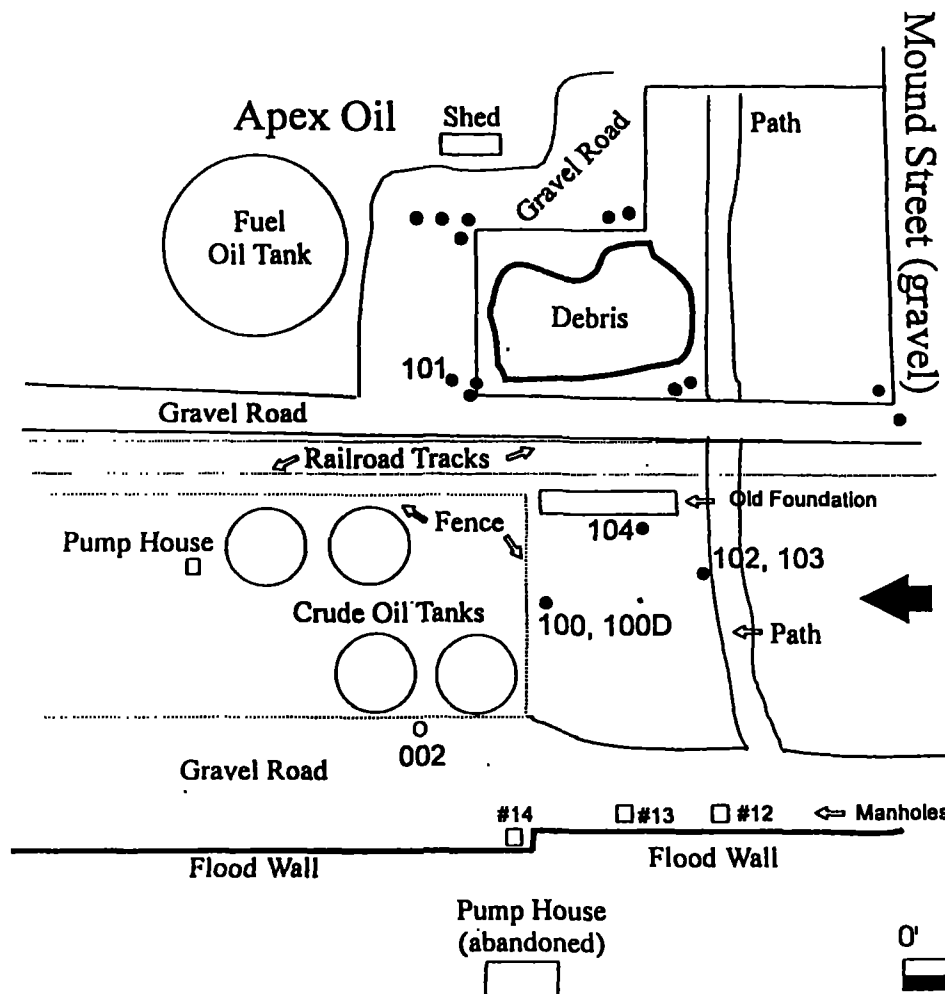 Mound Street (gravel)
Apex Oil
Shed
Gravel Road
Path
Fuel
Oil Tank
Debris
101
Gravel Road
Railroad Tracks
Old Foundation
Fence
104
Pump House
102, 103
Crude Oil Tanks
100, 100D
Path
002
Gravel Road
#14
#13
#12
Manholes
Flood Wall
Flood Wall
Pump House
(abandoned)
0'